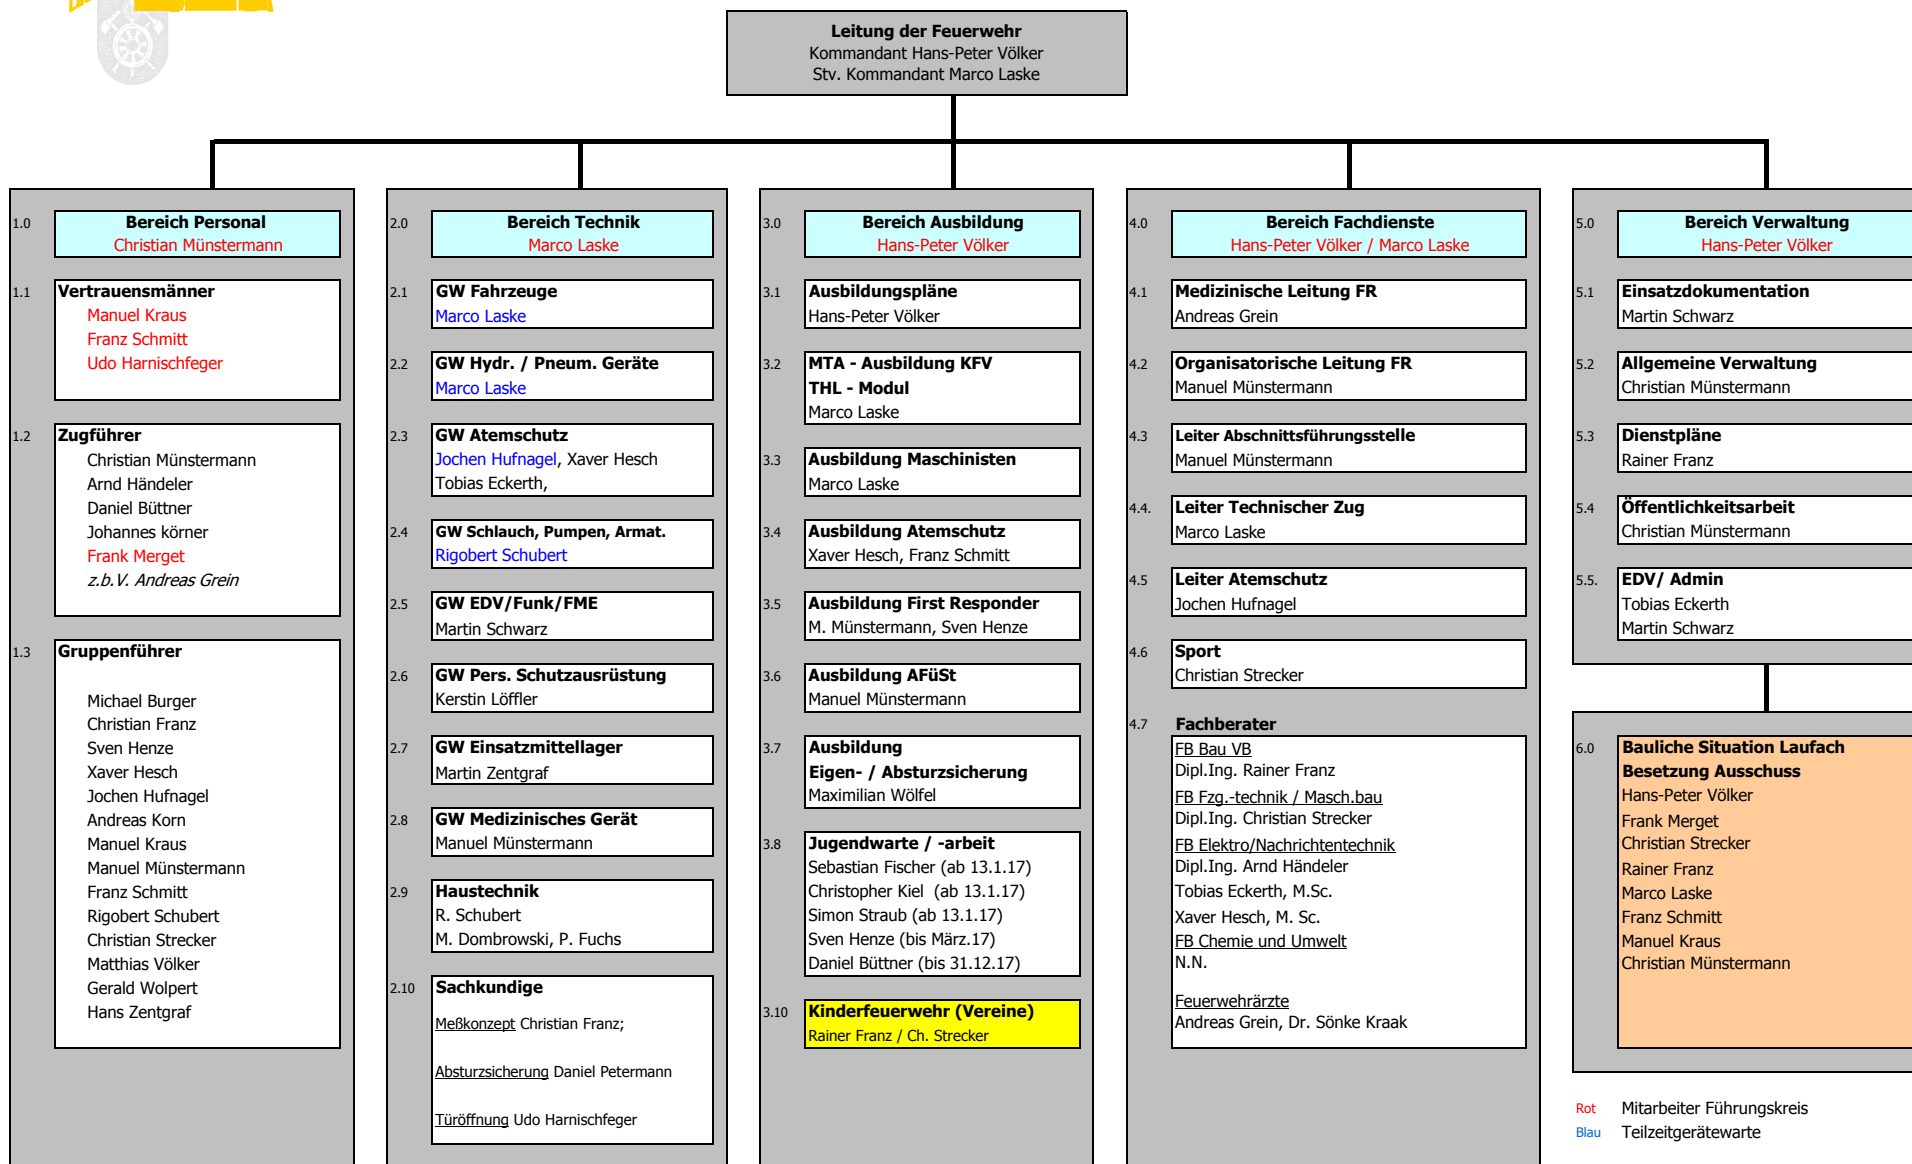 Leitung der Feuerwehr
Kommandant Hans-Peter Völker
Stv. Kommandant Marco Laske
1.0
Bereich Personal
Christian Münstermann
1.1
Vertrauensmänner
Manuel Kraus
Franz Schmitt
Udo Harnischfeger
1.2
Zugführer
Christian Münstermann
Arnd Händeler
Daniel Büttner
Johannes körner
Frank Merget
z.b.V. Andreas Grein
1.3
Gruppenführer
Michael Burger
Christian Franz
Sven Henze
Xaver Hesch
Jochen Hufnagel
Andreas Korn
Manuel Kraus
Manuel Münstermann
Franz Schmitt
Rigobert Schubert
Christian Strecker
Matthias Völker
Gerald Wolpert
Hans Zentgraf
2.0
Bereich Technik
Marco Laske
2.1
GW Fahrzeuge
Marco Laske
2.2
GW Hydr. / Pneum. Geräte
Marco Laske
2.3
GW Atemschutz
Jochen Hufnagel, Xaver Hesch
Tobias Eckerth,
2.4
GW Schlauch, Pumpen, Armat.
Rigobert Schubert
2.5
GW EDV/Funk/FME
Martin Schwarz
2.6
GW Pers. Schutzausrüstung
Kerstin Löffler
2.7
GW Einsatzmittellager
Martin Zentgraf
2.8
GW Medizinisches Gerät
Manuel Münstermann
2.9
Haustechnik
R. Schubert
M. Dombrowski, P. Fuchs
2.10
Sachkundige
Meßkonzept Christian Franz;
Absturzsicherung Daniel Petermann
Türöffnung Udo Harnischfeger
3.0
Bereich Ausbildung
Hans-Peter Völker
3.1
Ausbildungspläne
Hans-Peter Völker
3.2
MTA - Ausbildung KFV
THL - Modul
Marco Laske
3.3
Ausbildung Maschinisten
Marco Laske
3.4
Ausbildung Atemschutz
Xaver Hesch, Franz Schmitt
3.5
Ausbildung First Responder
M. Münstermann, Sven Henze
3.6
Ausbildung AFüSt
Manuel Münstermann
3.7
Ausbildung
Eigen- / Absturzsicherung
Maximilian Wölfel
3.8
Jugendwarte / -arbeit
Sebastian Fischer (ab 13.1.17)
Christopher Kiel (ab 13.1.17)
Simon Straub (ab 13.1.17)
Sven Henze (bis März.17)
Daniel Büttner (bis 31.12.17)
3.10
Kinderfeuerwehr (Vereine)
Rainer Franz / Ch. Strecker
4.0
Bereich Fachdienste
Hans-Peter Völker / Marco Laske
4.1
Medizinische Leitung FR
Andreas Grein
4.2
Organisatorische Leitung FR
Manuel Münstermann
4.3
Leiter Abschnittsführungsstelle
Manuel Münstermann
4.4.
Leiter Technischer Zug
Marco Laske
4.5
Leiter Atemschutz
Jochen Hufnagel
4.6
Sport
Christian Strecker
4.7
Fachberater
FB Bau VB
Dipl.Ing. Rainer Franz
FB Fzg.-technik / Masch.bau
Dipl.Ing. Christian Strecker
FB Elektro/Nachrichtentechnik
Dipl.Ing. Arnd Händeler
Tobias Eckerth, M.Sc.
Xaver Hesch, M. Sc.
FB Chemie und Umwelt
N.N.
Feuerwehrärzte
Andreas Grein, Dr. Sönke Kraak
5.0
Bereich Verwaltung
Hans-Peter Völker
5.1
Einsatzdokumentation
Martin Schwarz
5.2
Allgemeine Verwaltung
Christian Münstermann
5.3
Dienstpläne
Rainer Franz
5.4
Öffentlichkeitsarbeit
Christian Münstermann
5.5.
EDV/ Admin
Tobias Eckerth
Martin Schwarz
6.0
Bauliche Situation Laufach
Besetzung Ausschuss
Hans-Peter Völker
Frank Merget
Christian Strecker
Rainer Franz
Marco Laske
Franz Schmitt
Manuel Kraus
Christian Münstermann
Rot Mitarbeiter Führungskreis
Blau Teilzeitgerätewarte